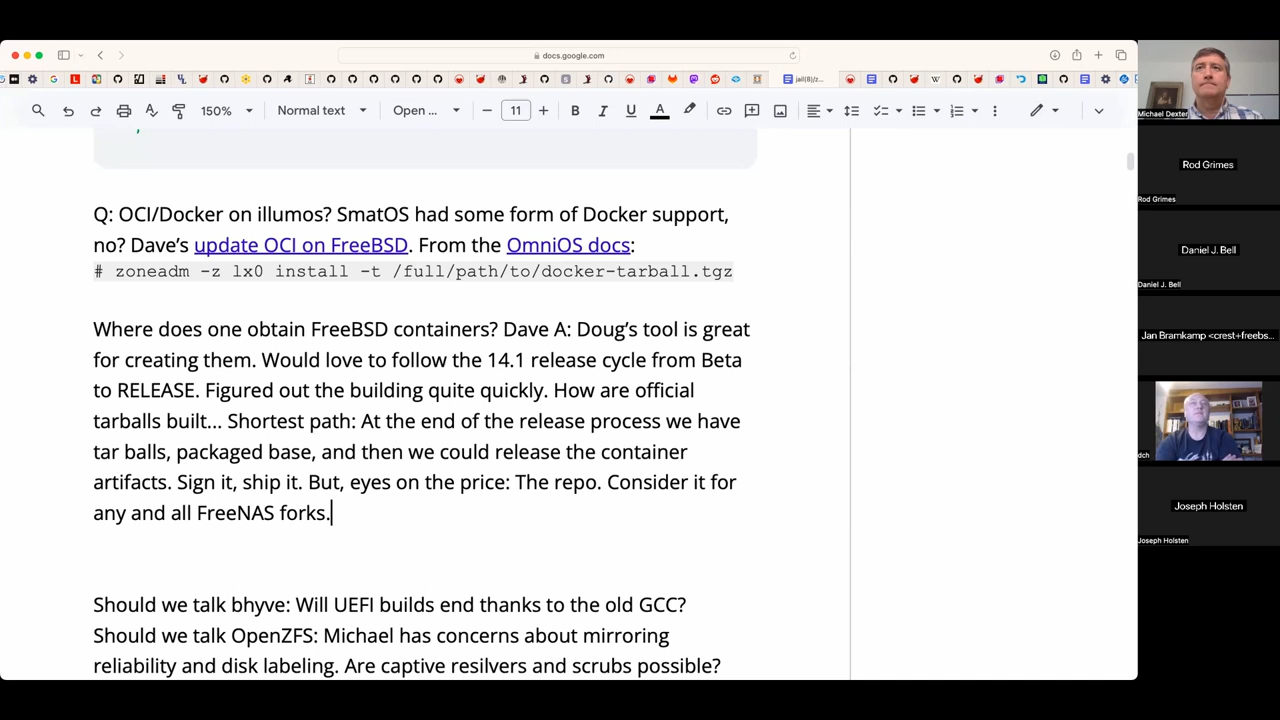 docs.google.com
jail(8)/z...
150%
Normal text
Open ...
11
Q: OCI/Docker on illumos? SmatOS had some form of Docker support,
no? Dave's update OCI on FreeBSD. From the OmniOS docs:
# zoneadm -z lx0 install -t /full/path/to/docker-tarball.tgz
Where does one obtain FreeBSD containers? Dave A: Doug's tool is great
for creating them. Would love to follow the 14.1 release cycle from Beta
to RELEASE. Figured out the building quite quickly. How are official
tarballs built... Shortest path: At the end of the release process we have
tar balls, packaged base, and then we could release the container
artifacts. Sign it, ship it. But, eyes on the price: The repo. Consider it for
any and all FreeNAS forks.
Should we talk bhyve: Will UEFI builds end thanks to the old GCC?
Should we talk OpenZFS: Michael has concerns about mirroring
reliability and disk labeling. Are captive resilvers and scrubs possible?
Michael Dexter
Rod Grimes
Rod Grimes
Daniel J. Bell
Daniel J. Bell
Jan Bramkamp <crest+freebs...
dch
Joseph Holsten
Joseph Holsten